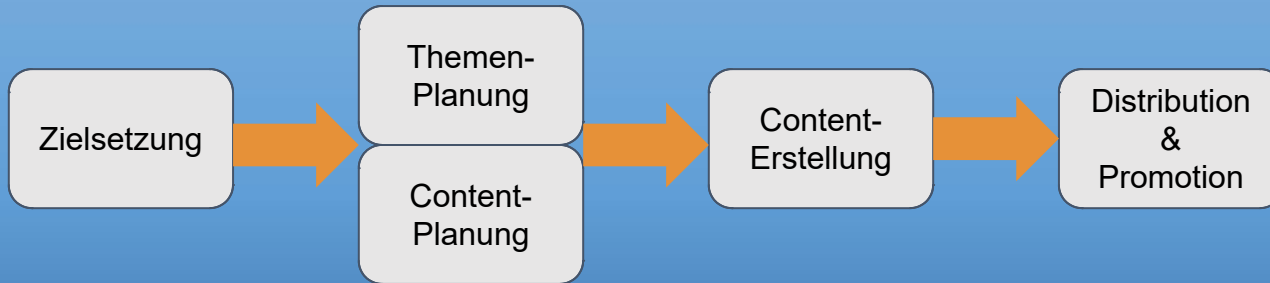 Zielsetzung
Themen-
Planung
Content-
Planung
Content-
Erstellung
Distribution
&
Promotion